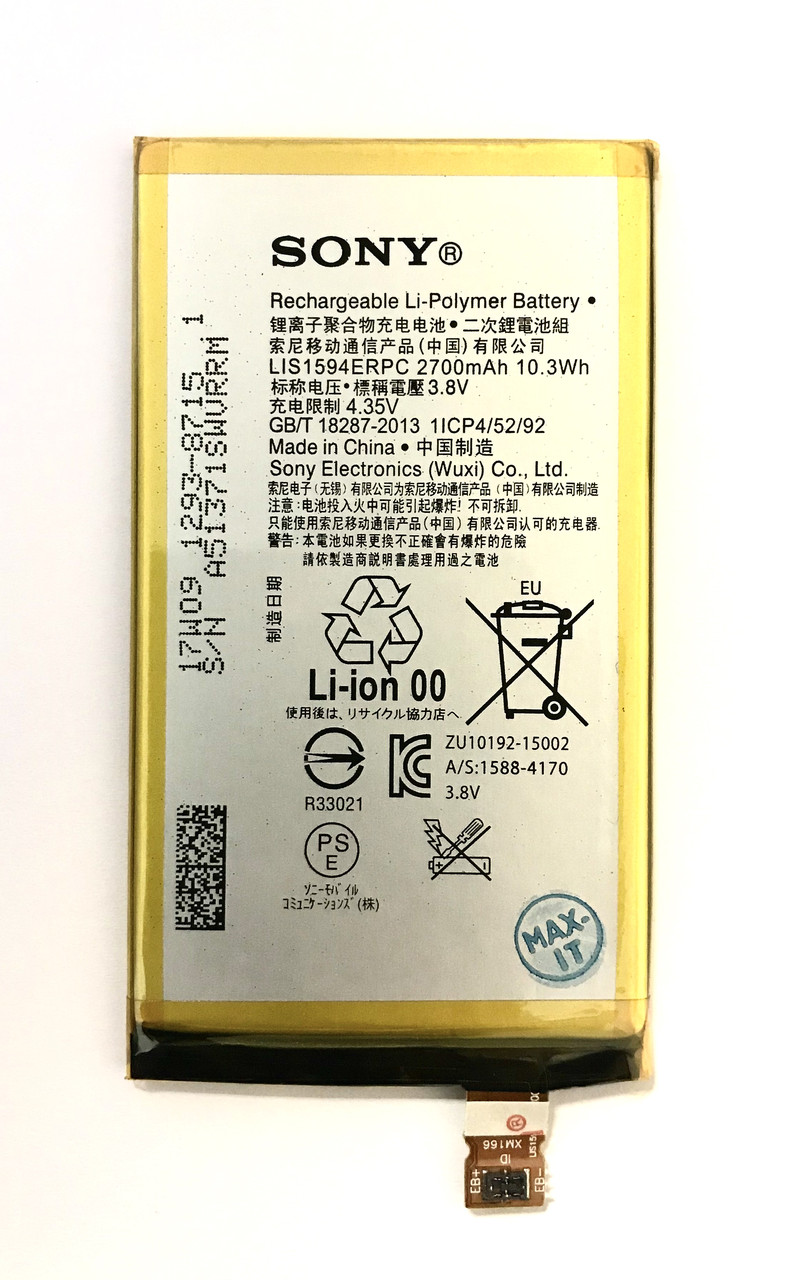 SONY®
Rechargeable Li-Polymer Battery •
锂离子聚合物充电电池•二次鋰電池組
索尼移动通信产品(中国)有限公司
LIS1594ERPC 2700mAh 10.3Wh
标称电压•標稱電壓 3.8V
充电限制 4.35V
GB/T 18287-2013 1ICP4/52/92
Made in China • 中国制造
Sony Electronics (Wuxi) Co., Ltd.
索尼电子(无锡)有限公司为索尼移动通信产品(中国)有限公司制造
注意:电池投入火中可能引起爆炸! 不可拆卸.
只能使用索尼移动通信产品(中国)有限公司认可的充电器.
警告:本電池如果更換不正確會有爆炸的危險
請依製造商說明書處理用過之電池
制造日期
17W09 1293-8715 1
S/N A51371SWURRM
EU
Li-ion 00
使用後は、リサイクル協力店へ
ZU10192-15002
A/S:1588-4170
3.8V
R33021
PS
E
ソニーモバイル
コミュニケーションズ(株)
MAX-
IT
®
XM166
ID
EB+
EB-